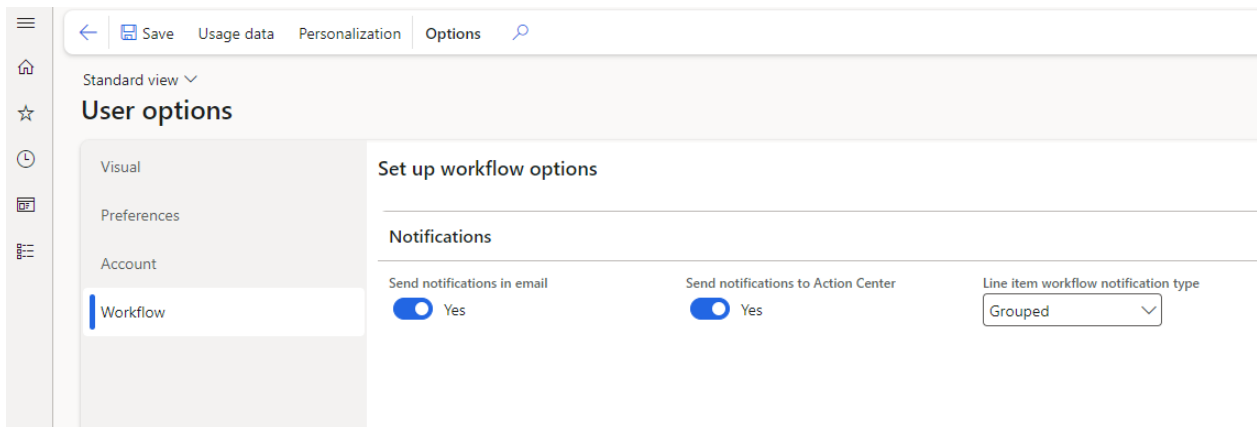 Save Usage data Personalization Options
Standard view
User options
Visual
Preferences
Account
Workflow
Set up workflow options
Notifications
Send notifications in email
Yes
Send notifications to Action Center
Yes
Line item workflow notification type
Grouped